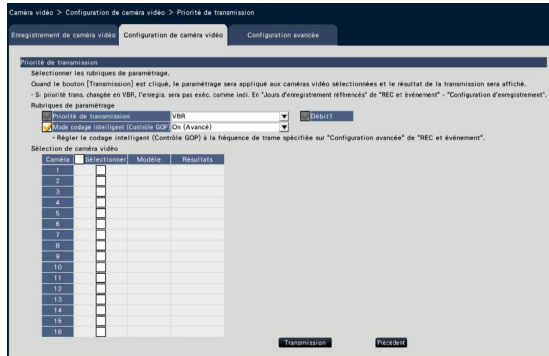 Caméra vidéo > Configuration de caméra vidéo > Priorité de transmission
Enregistrement de caméra vidéo Configuration de caméra vidéo Configuration avancée
Priorité de transmission
Sélectionner les rubriques de paramétrage.
Quand le bouton [Transmission] est cliqué, le paramétrage sera appliqué aux caméras vidéo sélectionnées et le résultat de la transmission sera affiché.
· Si priorité trans. changée en VBR, l'enregis. sera pas exéc. comme indi. En "Jours d'enregistrement référencés" de "REC et événement" - "Configuration d'enregistrement".
Rubriques de paramétrage
Priorité de transmission VBR Débit1
Mode codage intelligent (Contrôle GOP) On (Avancé)
· Régler le codage intelligent (Contrôle GOP) à la fréquence de trame spécifiée sur "Configuration avancée" de "REC et évènement".
Sélection de caméra vidéo
Caméra Sélectionner Modèle Résultats
1
2
3
4
5
6
7
8
9
10
11
12
13
14
15
16
Transmission Précédent